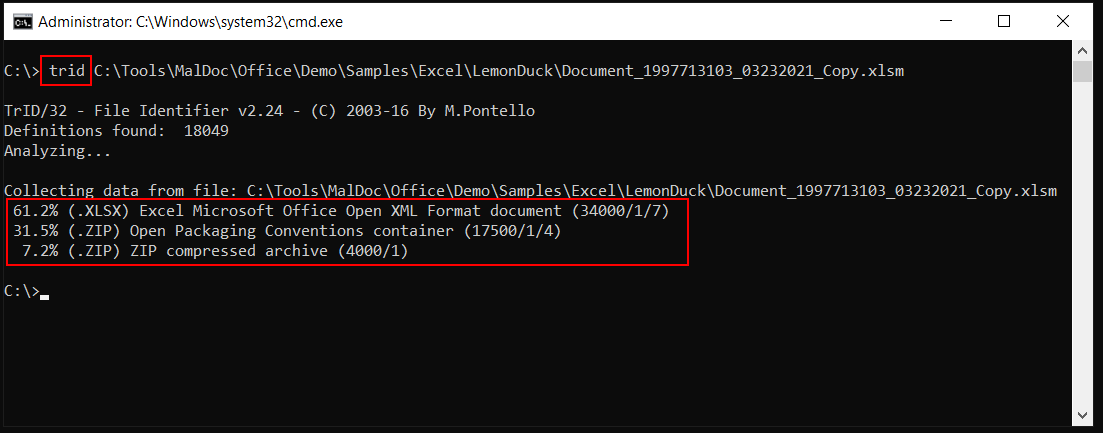 Administrator: C:\Windows\system32\cmd.exe
C:\> trid C:\Tools\MalDoc\Office\Demo\Samples\Excel\LemonDuck\Document_1997713103_03232021_Copy.xlsm
TrID/32 - File Identifier v2.24 - (C) 2003-16 By M.Pontello
Definitions found:  18049
Analyzing...
Collecting data from file: C:\Tools\MalDoc\Office\Demo\Samples\Excel\LemonDuck\Document_1997713103_03232021_Copy.xlsm
 61.2% (.XLSX) Excel Microsoft Office Open XML Format document (34000/1/7)
 31.5% (.ZIP) Open Packaging Conventions container (17500/1/4)
  7.2% (.ZIP) ZIP compressed archive (4000/1)
C:\>